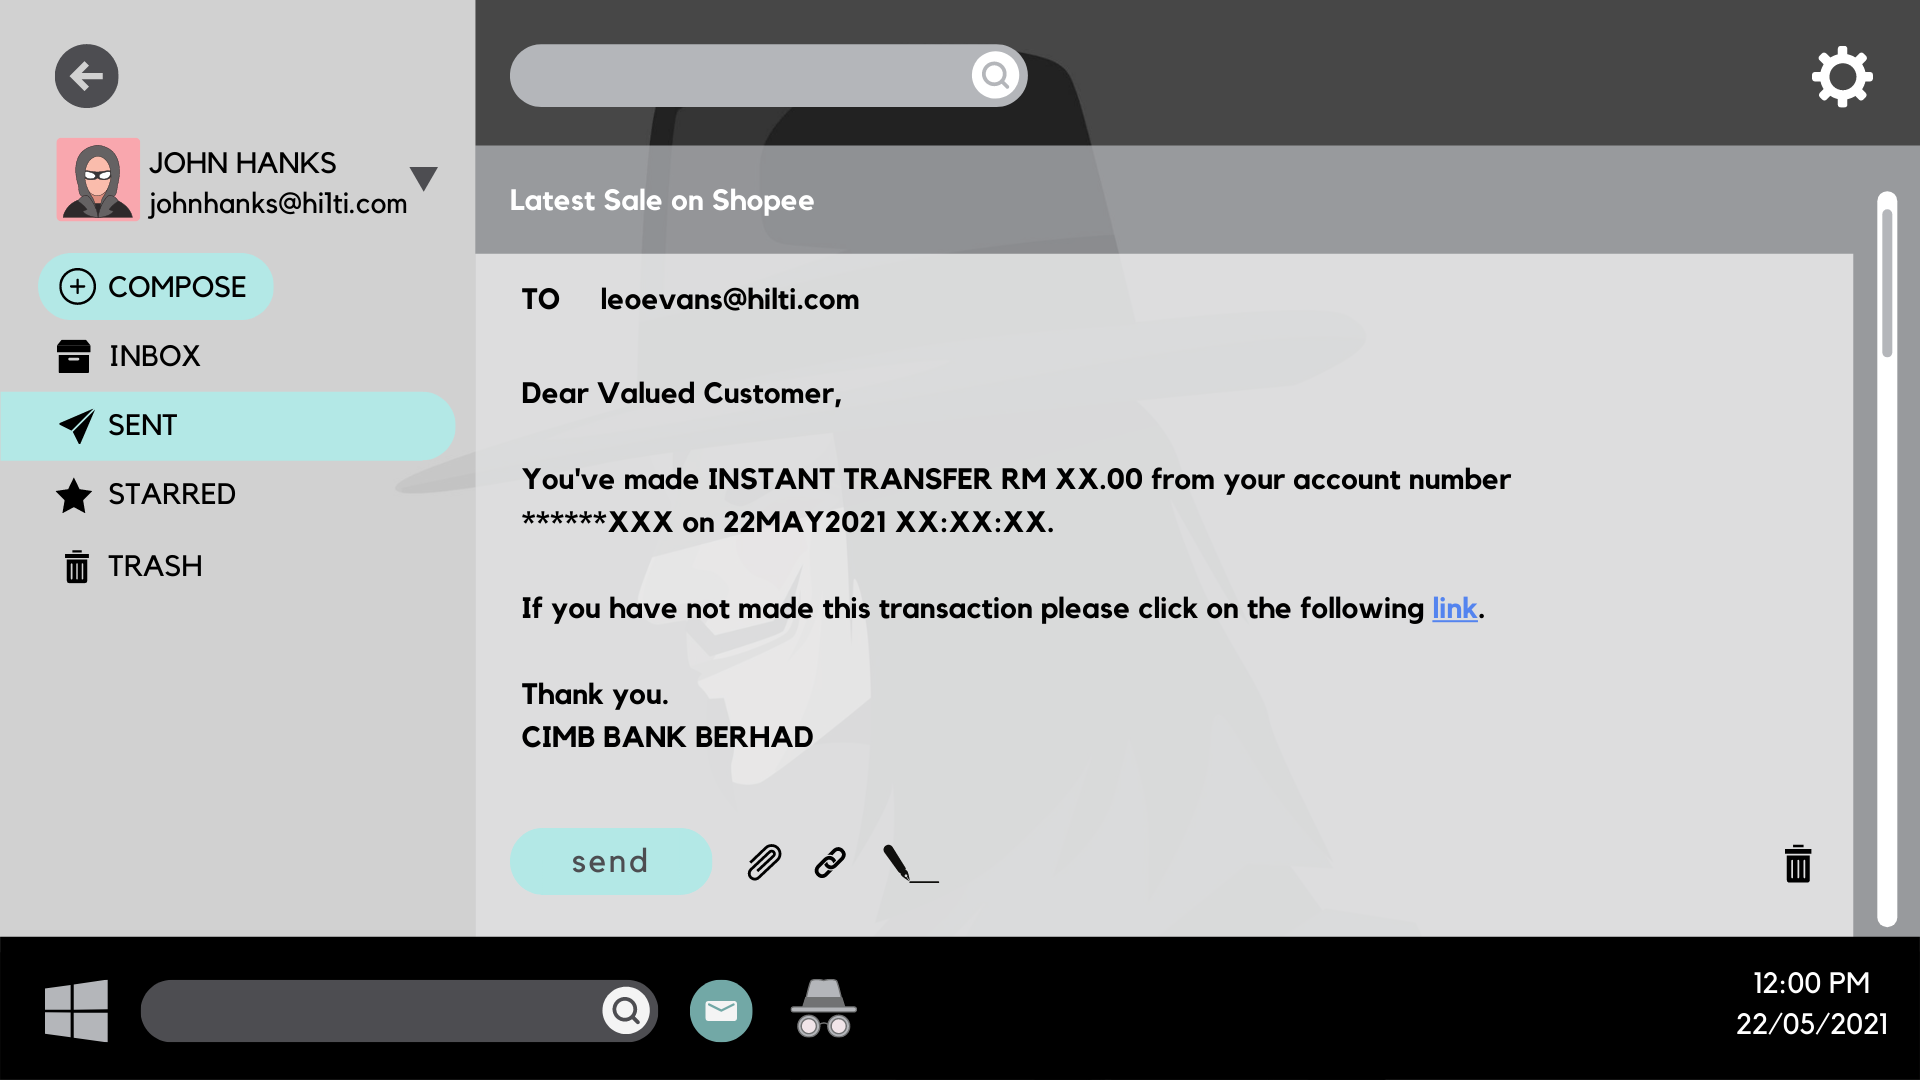 JOHN HANKS
johnhanks@hi1ti.com
COMPOSE
INBOX
SENT
STARRED
TRASH
Latest Sale on Shopee
TO leoevans@hilti.com
Dear Valued Customer,
You've made INSTANT TRANSFER RM XX.00 from your account number
******XXX on 22MAY2021 XX:XX:XX.
If you have not made this transaction please click on the following link.
Thank you.
CIMB BANK BERHAD
send
12:00 PM
22/05/2021